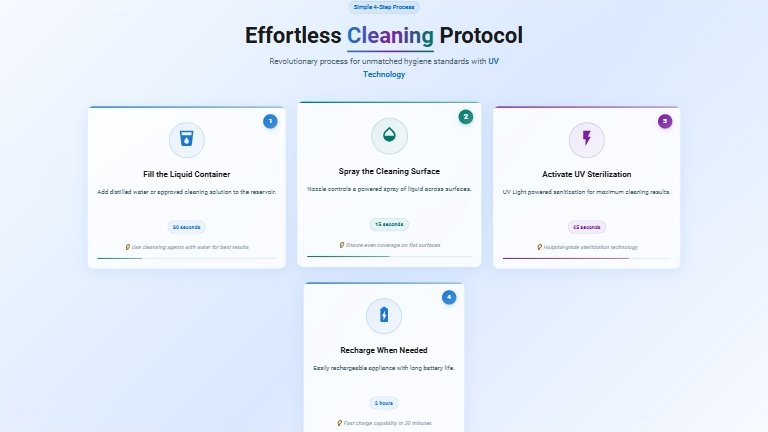 Simple 4-Step Process
Effortless Cleaning Protocol
Revolutionary process for unmatched hygiene standards with UV
Technology
1
Fill the Liquid Container
Add distilled water or approved cleaning solution to the reservoir.
30 seconds
Use cleansing agents with water for best results
2
Spray the Cleaning Surface
Nozzle controls a powered spray of liquid across surfaces.
15 seconds
Ensure even coverage on flat surfaces
3
Activate UV Sterilization
UV Light powered sanitization for maximum cleaning results.
45 seconds
Hospital-grade sterilization technology
4
Recharge When Needed
Easily rechargeable appliance with long battery life.
2 hours
Fast charge capability in 30 minutes